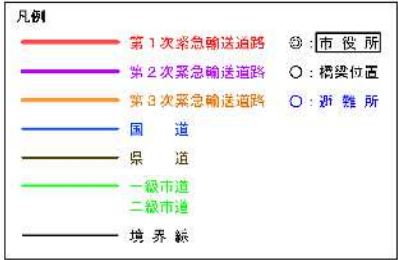 凡例
第1次緊急輸送道路 ◎:市役所
第2次緊急輸送道路 ○:橋梁位置
第3次緊急輸送道路 ○:避難所
国 道
県 道
一級市道
二級市道
境界線